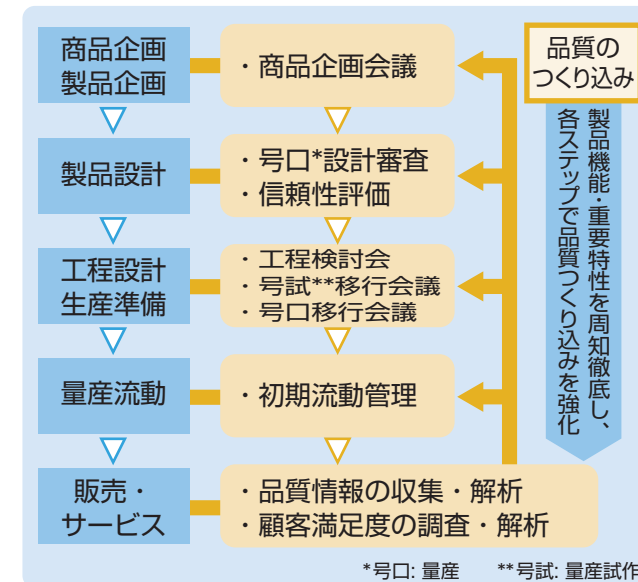 商品企画
製品企画
・商品企画会議
品質の
つくり込み
製品設計
・号口*設計審査
・信頼性評価
製品機能・重要特性を周知徹底し、
各ステップで品質つくり込みを強化
工程設計
生産準備
・工程検討会
・号試**移行会議
・号口移行会議
量産流動
・初期流動管理
販売・
サービス
・品質情報の収集・解析
・顧客満足度の調査・解析
*号口: 量産 **号試: 量産試作